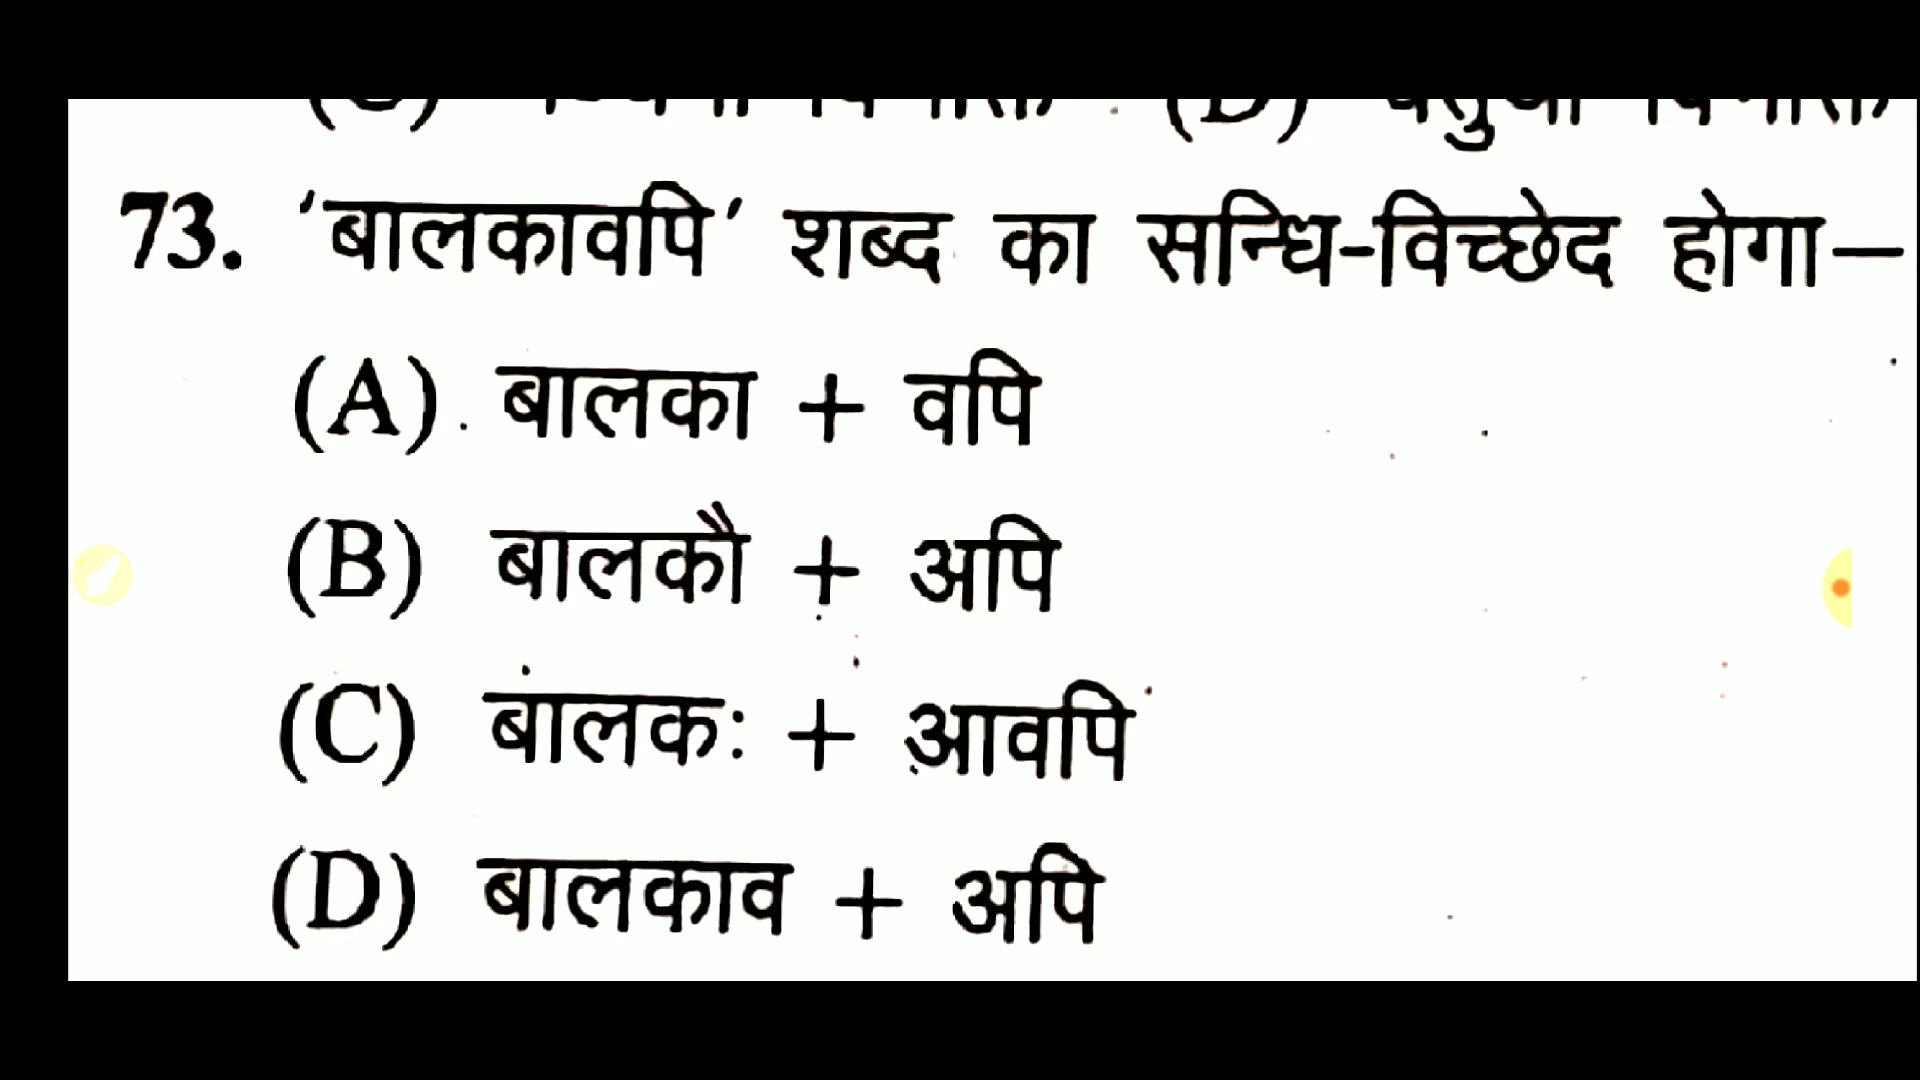 73. 'बालकावपि' शब्द का सन्धि-विच्छेद होगा—
(A) बालका + वपि
(B) बालकौ + अपि
(C) बालकः + आवपि
(D) बालकाव + अपि